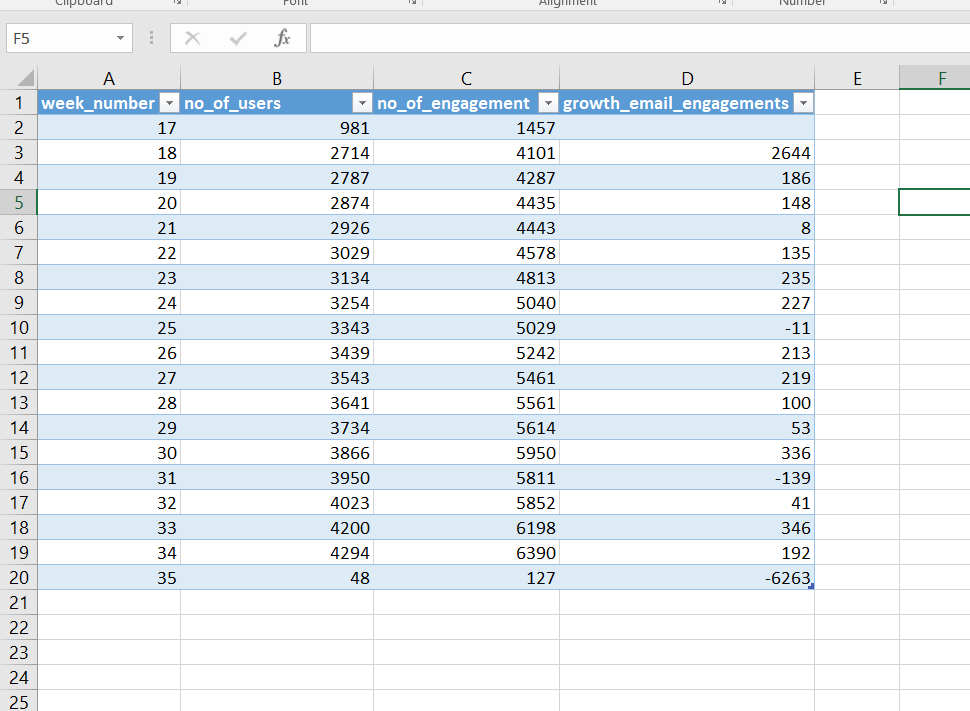 Clipboard Font Alignment Number
F5 fx
A B C D E F
1 week_number no_of_users no_of_engagement growth_email_engagements
2 17 981 1457
3 18 2714 4101 2644
4 19 2787 4287 186
5 20 2874 4435 148
6 21 2926 4443 8
7 22 3029 4578 135
8 23 3134 4813 235
9 24 3254 5040 227
10 25 3343 5029 -11
11 26 3439 5242 213
12 27 3543 5461 219
13 28 3641 5561 100
14 29 3734 5614 53
15 30 3866 5950 336
16 31 3950 5811 -139
17 32 4023 5852 41
18 33 4200 6198 346
19 34 4294 6390 192
20 35 48 127 -6263
21
22
23
24
25